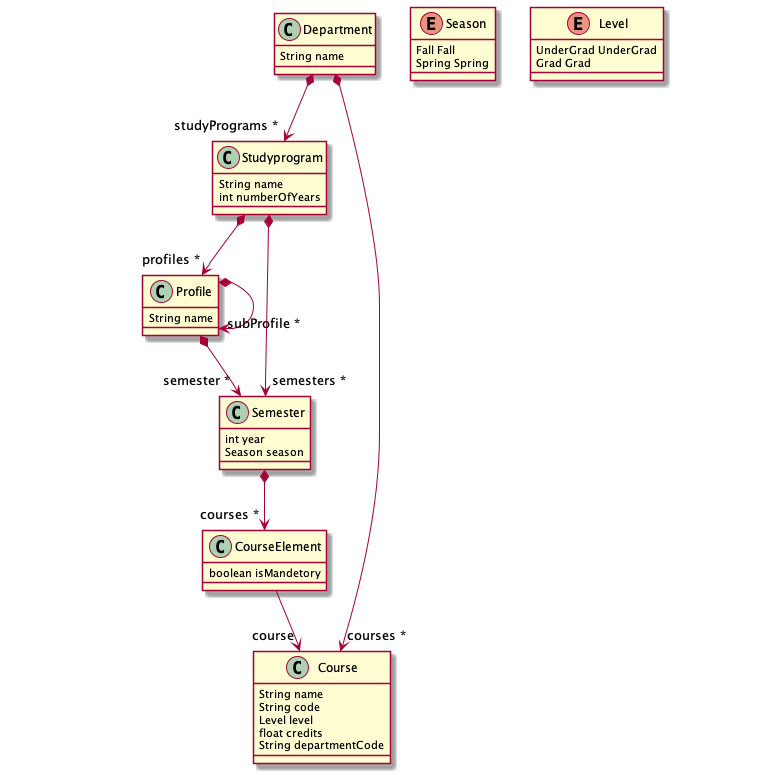 C Department
String name
E Season
Fall Fall
Spring Spring
E Level
UnderGrad UnderGrad
Grad Grad
studyPrograms *
C Studyprogram
String name
int numberOfYears
profiles *
C Profile
String name
subProfile *
semester *
semesters *
C Semester
int year
Season season
courses *
C CourseElement
boolean isMandetory
course
courses *
C Course
String name
String code
Level level
float credits
String departmentCode